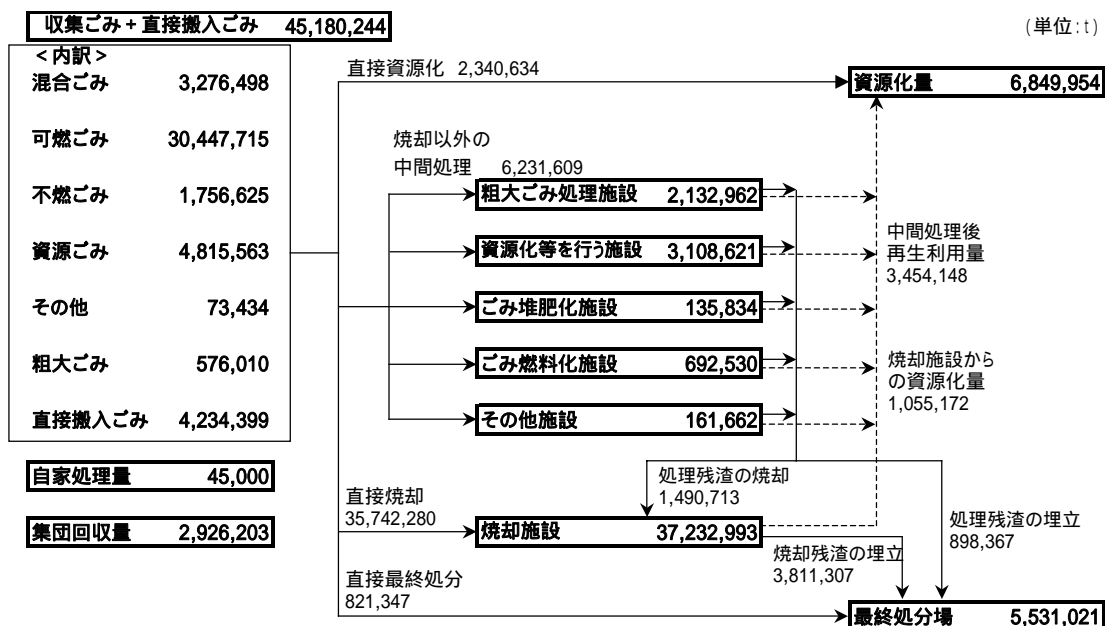 収集ごみ+直接搬入ごみ 45,180,244
(単位:t)
<内訳>
混合ごみ 3,276,498
可燃ごみ 30,447,715
不燃ごみ 1,756,625
資源ごみ 4,815,563
その他 73,434
粗大ごみ 576,010
直接搬入ごみ 4,234,399
自家処理量 45,000
集団回収量 2,926,203
直接資源化 2,340,634
資源化量 6,849,954
焼却以外の
中間処理 6,231,609
粗大ごみ処理施設 2,132,962
資源化等を行う施設 3,108,621
ごみ堆肥化施設 135,834
ごみ燃料化施設 692,530
その他施設 161,662
中間処理後
再生利用量
3,454,148
焼却施設から
の資源化量
1,055,172
処理残渣の焼却
1,490,713
直接焼却
35,742,280
焼却施設 37,232,993
処理残渣の埋立
898,367
焼却残渣の埋立
3,811,307
直接最終処分
821,347
最終処分場 5,531,021